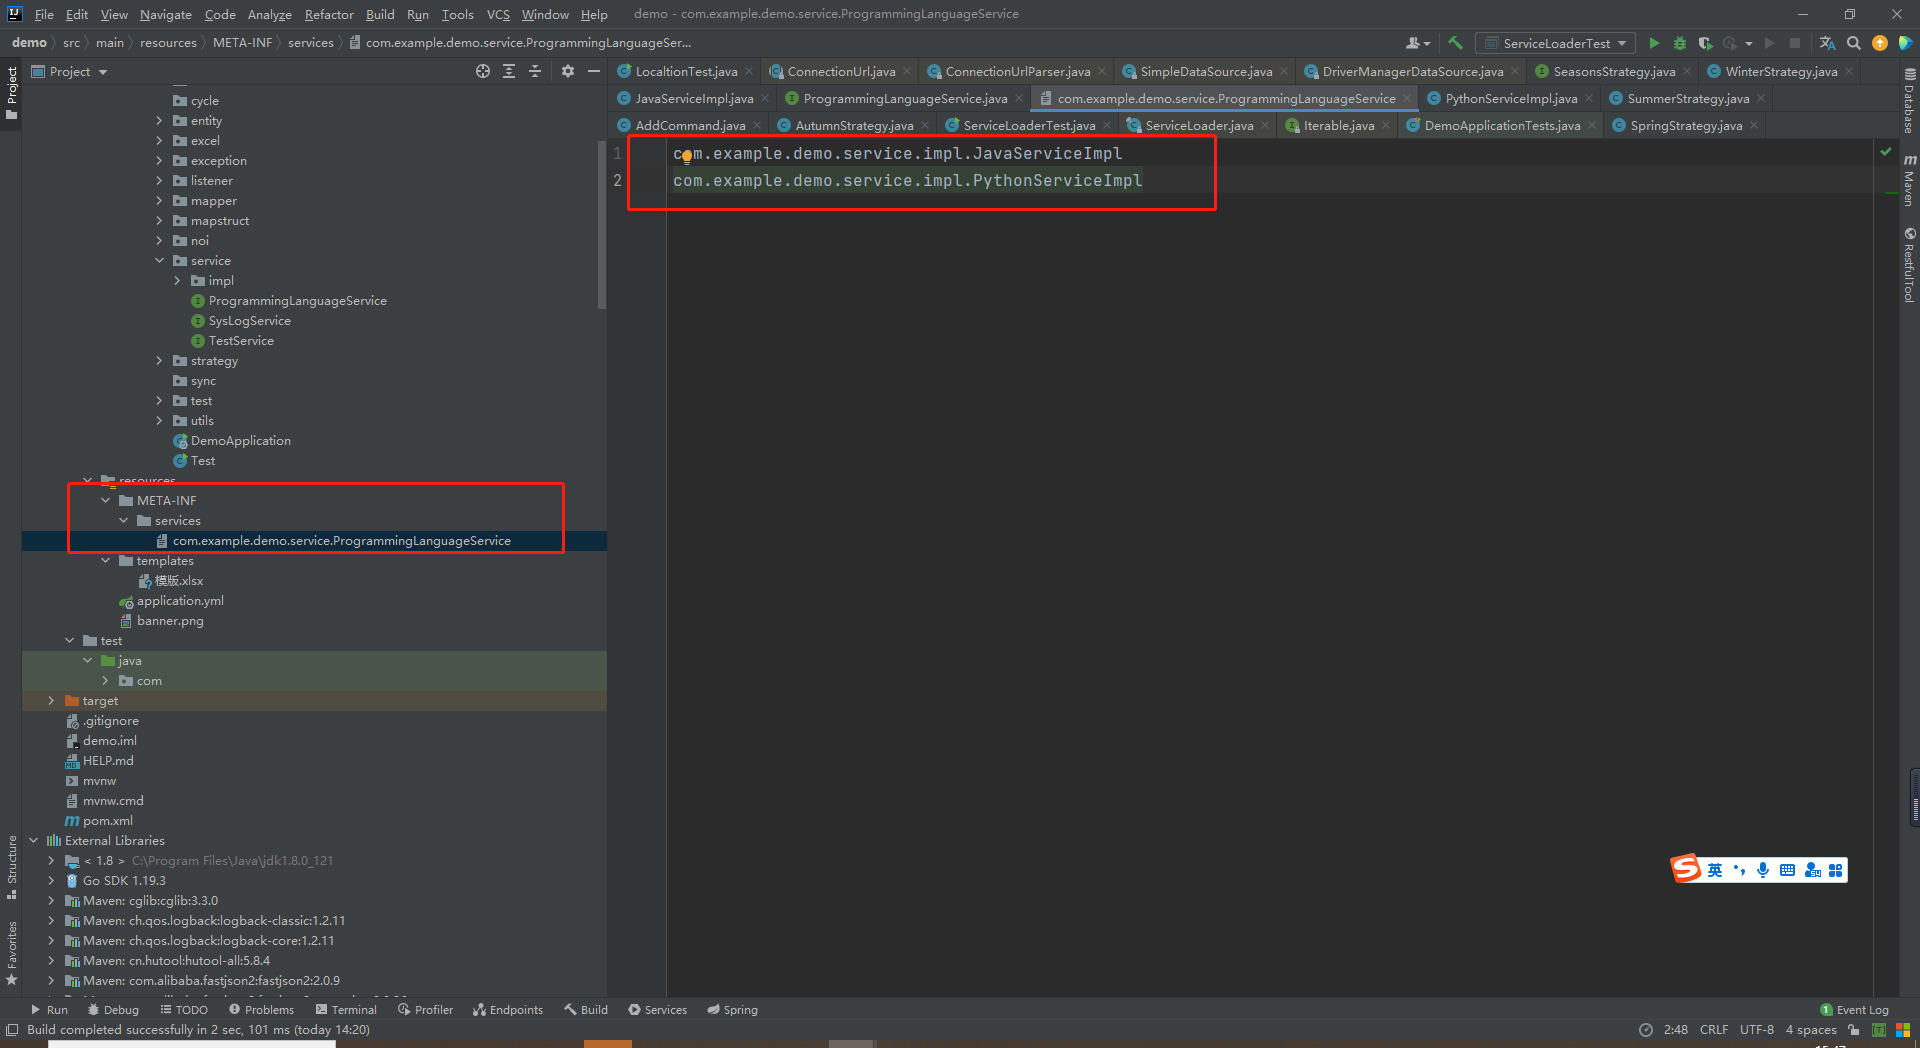 File Edit View Navigate Code Analyze Refactor Build Run Tools VCS Window Help demo - com.example.demo.service.ProgrammingLanguageService
demo src main resources META-INF services com.example.demo.service.ProgrammingLanguageSer... ServiceLoaderTest
Project
LocaltionTest.java ConnectionUrl.java ConnectionUrlParser.java SimpleDataSource.java DriverManagerDataSource.java SeasonsStrategy.java WinterStrategy.java
JavaServiceImpl.java ProgrammingLanguageService.java com.example.demo.service.ProgrammingLanguageService PythonServiceImpl.java SummerStrategy.java
AddCommand.java AutumnStrategy.java ServiceLoaderTest.java ServiceLoader.java Iterable.java DemoApplicationTests.java SpringStrategy.java
Project
Structure
Favorites
cycle
entity
excel
exception
listener
mapper
mapstruct
noi
service
impl
ProgrammingLanguageService
SysLogService
TestService
strategy
sync
test
utils
DemoApplication
Test
resources
META-INF
services
com.example.demo.service.ProgrammingLanguageService
templates
模版.xlsx
application.yml
banner.png
test
java
com
target
.gitignore
demo.iml
HELP.md
mvnw
mvnw.cmd
pom.xml
External Libraries
< 1.8 > C:\Program Files\Java\jdk1.8.0_121
Go SDK 1.19.3
Maven: cglib:cglib:3.3.0
Maven: ch.qos.logback:logback-classic:1.2.11
Maven: ch.qos.logback:logback-core:1.2.11
Maven: cn.hutool:hutool-all:5.8.4
Maven: com.alibaba.fastjson2:fastjson2:2.0.9
1 com.example.demo.service.impl.JavaServiceImpl
2 com.example.demo.service.impl.PythonServiceImpl
Database
Maven
RestfulTool
英
Run Debug TODO Problems Terminal Profiler Endpoints Build Services Spring 1 Event Log
Build completed successfully in 2 sec, 101 ms (today 14:20) 2:48 CRLF UTF-8 4 spaces